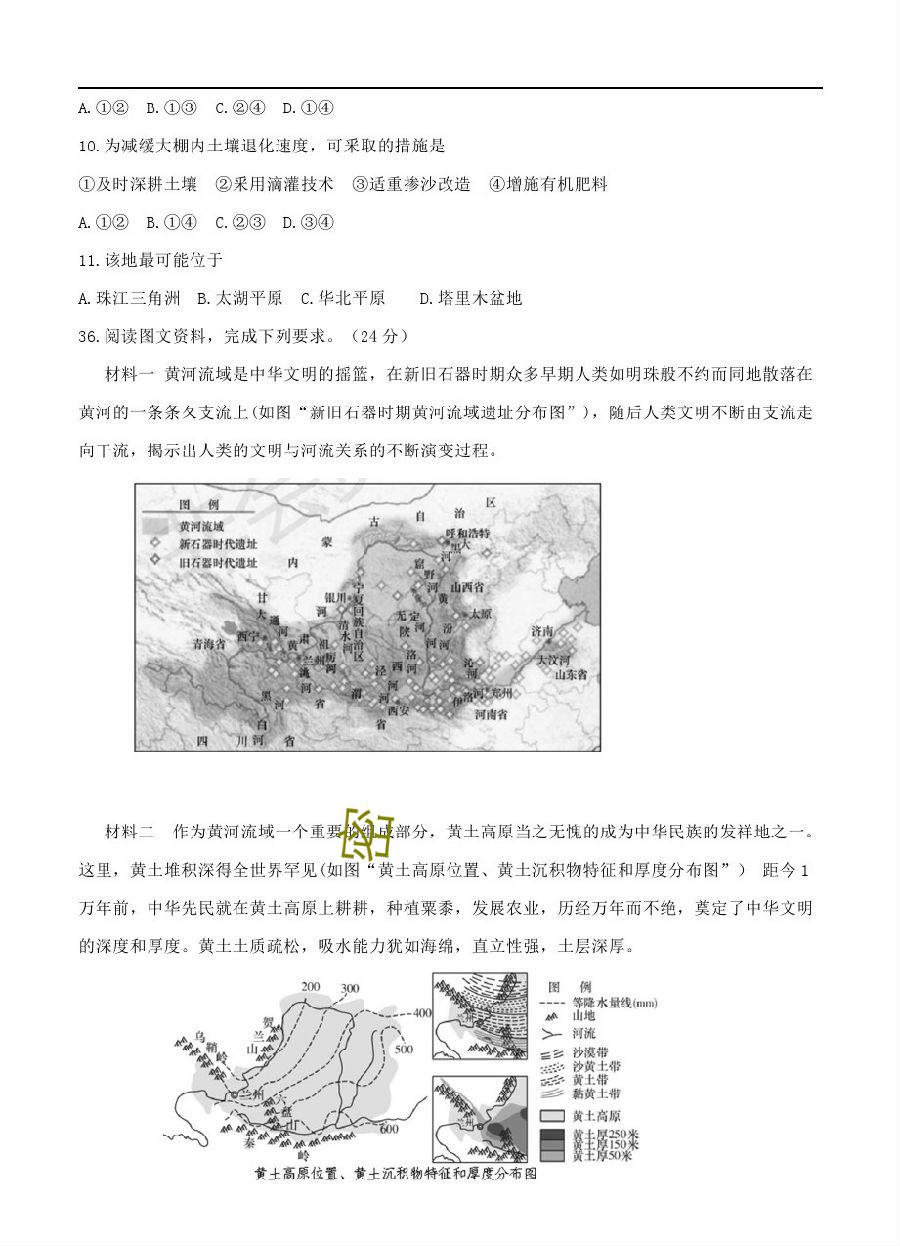 A.①② B.①③ C.②④ D.①④
10.为减缓大棚内土壤退化速度，可采取的措施是
①及时深耕土壤 ②采用滴灌技术 ③适重掺沙改造 ④增施有机肥料
A.①② B.①④ C.②③ D.③④
11.该地最可能位于
A.珠江三角洲 B.太湖平原 C.华北平原 D.塔里木盆地
36.阅读图文资料，完成下列要求。（24分）
材料一 黄河流域是中华文明的摇篮，在新旧石器时期众多早期人类如明珠般不约而同地散落在
黄河的一条条久支流上(如图“新旧石器时期黄河流域遗址分布图”)，随后人类文明不断由支流走
向干流，揭示出人类的文明与河流关系的不断演变过程。
图 例
黄河流域
新石器时代遗址
旧石器时代遗址
内 蒙 古 自 治 区
呼和浩特
大黑河
窟野河
山西省
黄河
太原
汾河
无定河
宁夏回族自治区
银川
清水河
甘肃省
大通河
西宁
青海省
黄河
兰州
祖厉河
洮河
陕西省
洛河
泾河
渭河
西安
沁河
伊洛河
郑州
河南省
济南
大汶河
山东省
黑河
白河
四川省
材料二 作为黄河流域一个重要的组成部分，黄土高原当之无愧的成为中华民族的发祥地之一。
这里，黄土堆积深得全世界罕见(如图“黄土高原位置、黄土沉积物特征和厚度分布图”) 距今1
万年前，中华先民就在黄土高原上耕耕，种植粟黍，发展农业，历经万年而不绝，奠定了中华文明
的深度和厚度。黄土土质疏松，吸水能力犹如海绵，直立性强，土层深厚。
200
300
400
500
600
乌鞘岭
贺兰山
兰州
六盘山
秦岭
兰州
兰州
图 例
等降水量线(mm)
山地
河流
沙漠带
沙黄土带
黄土带
黏黄土带
黄土高原
黄土厚250米
黄土厚150米
黄土厚50米
黄土高原位置、黄土沉积物特征和厚度分布图